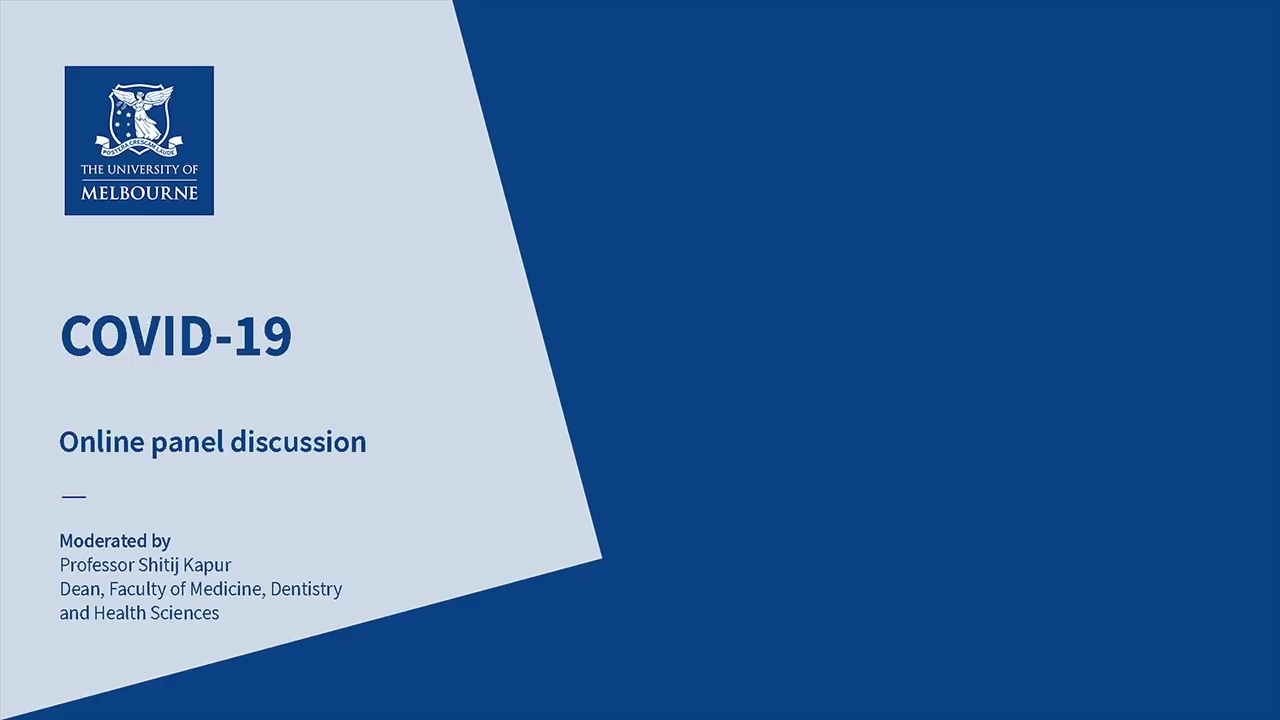 POSTERA CRESCAM LAUDE
THE UNIVERSITY OF
MELBOURNE
COVID-19
Online panel discussion
Moderated by
Professor Shitij Kapur
Dean, Faculty of Medicine, Dentistry
and Health Sciences